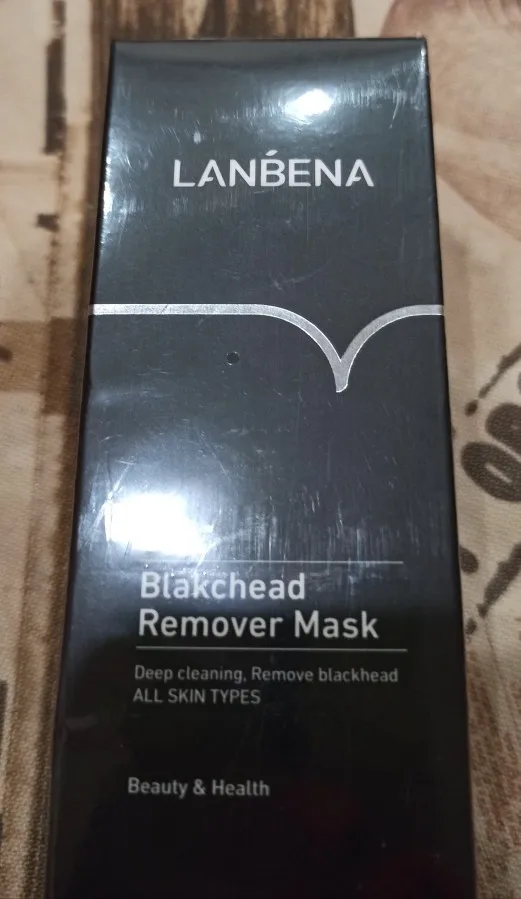 LANBENA
Blakchead
Remover Mask
Deep cleaning, Remove blackhead
ALL SKIN TYPES
Beauty & Health